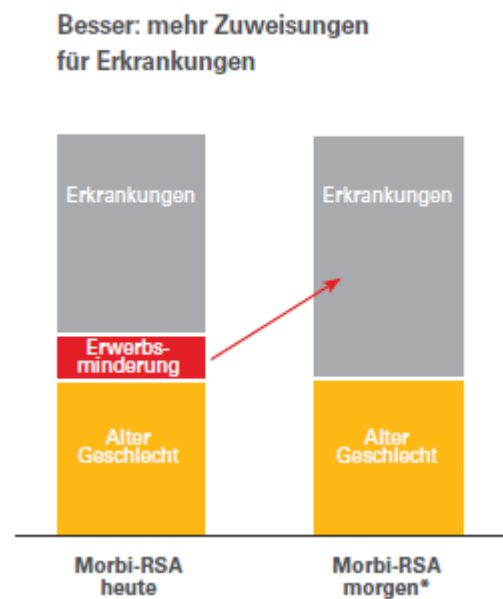 Besser: mehr Zuweisungen
für Erkrankungen
Erkrankungen
Erkrankungen
Erwerbs-
minderung
Alter
Geschlecht
Alter
Geschlecht
Morbi-RSA
heute
Morbi-RSA
morgen*